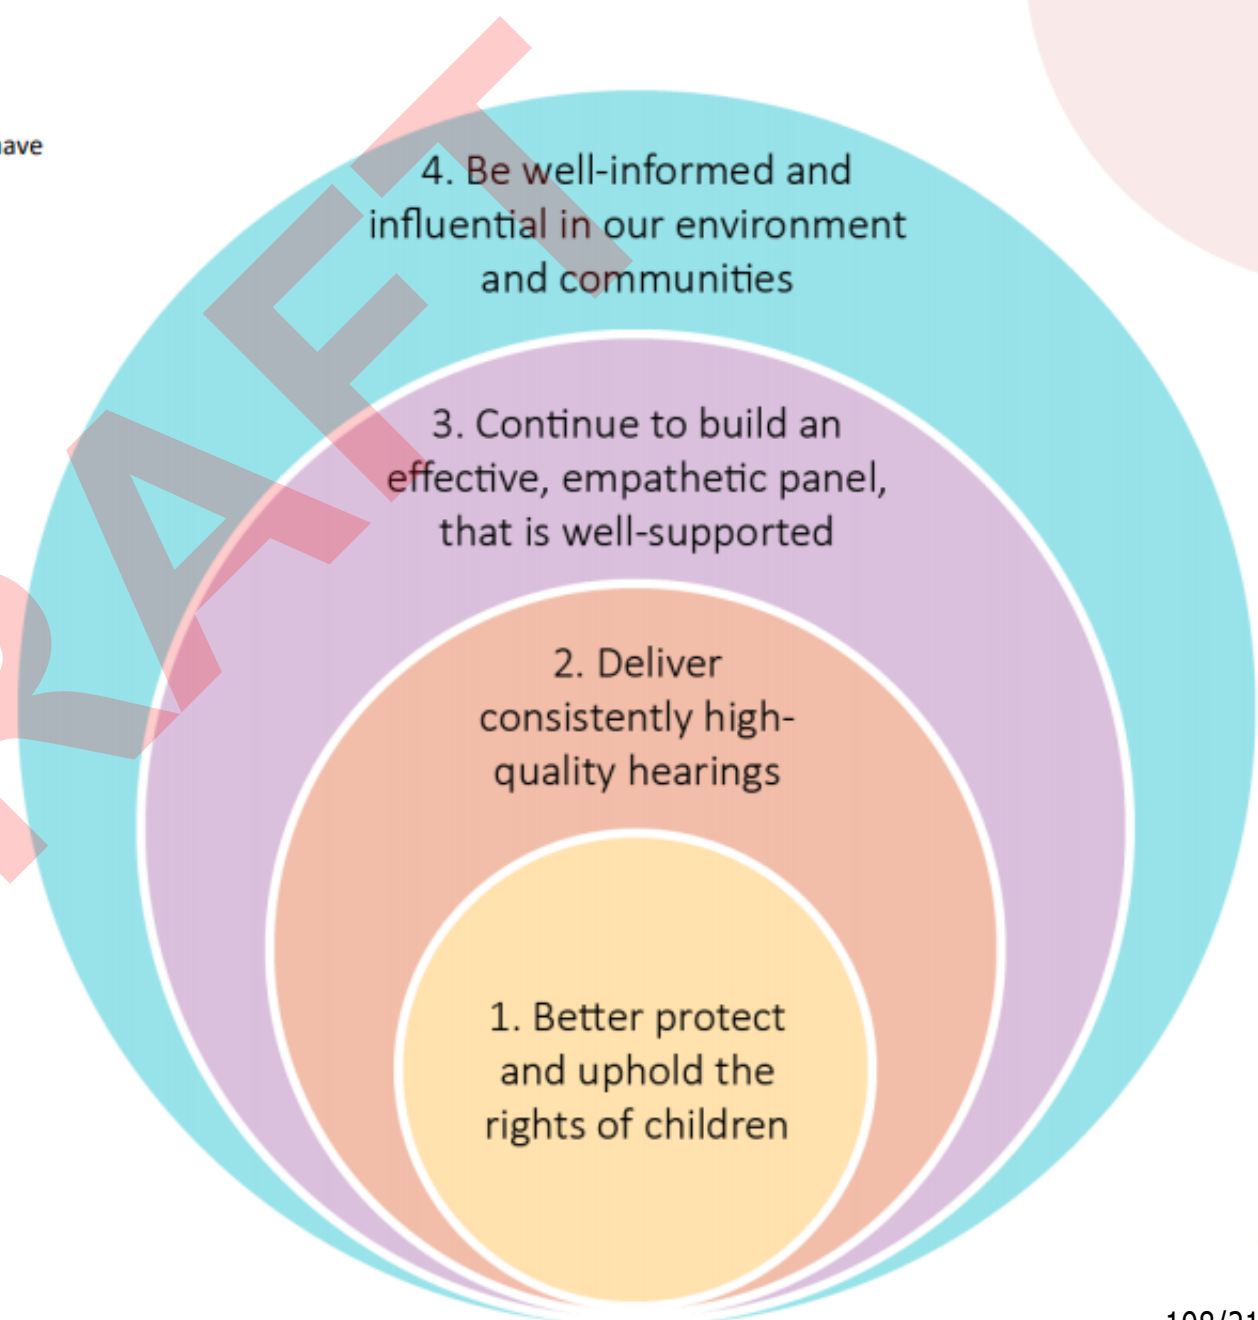 4. Be well-informed and
influential in our environment
and communities
3. Continue to build an
effective, empathetic panel,
that is well-supported
2. Deliver
consistently high-
quality hearings
1. Better protect
and uphold the
rights of children
RAFT